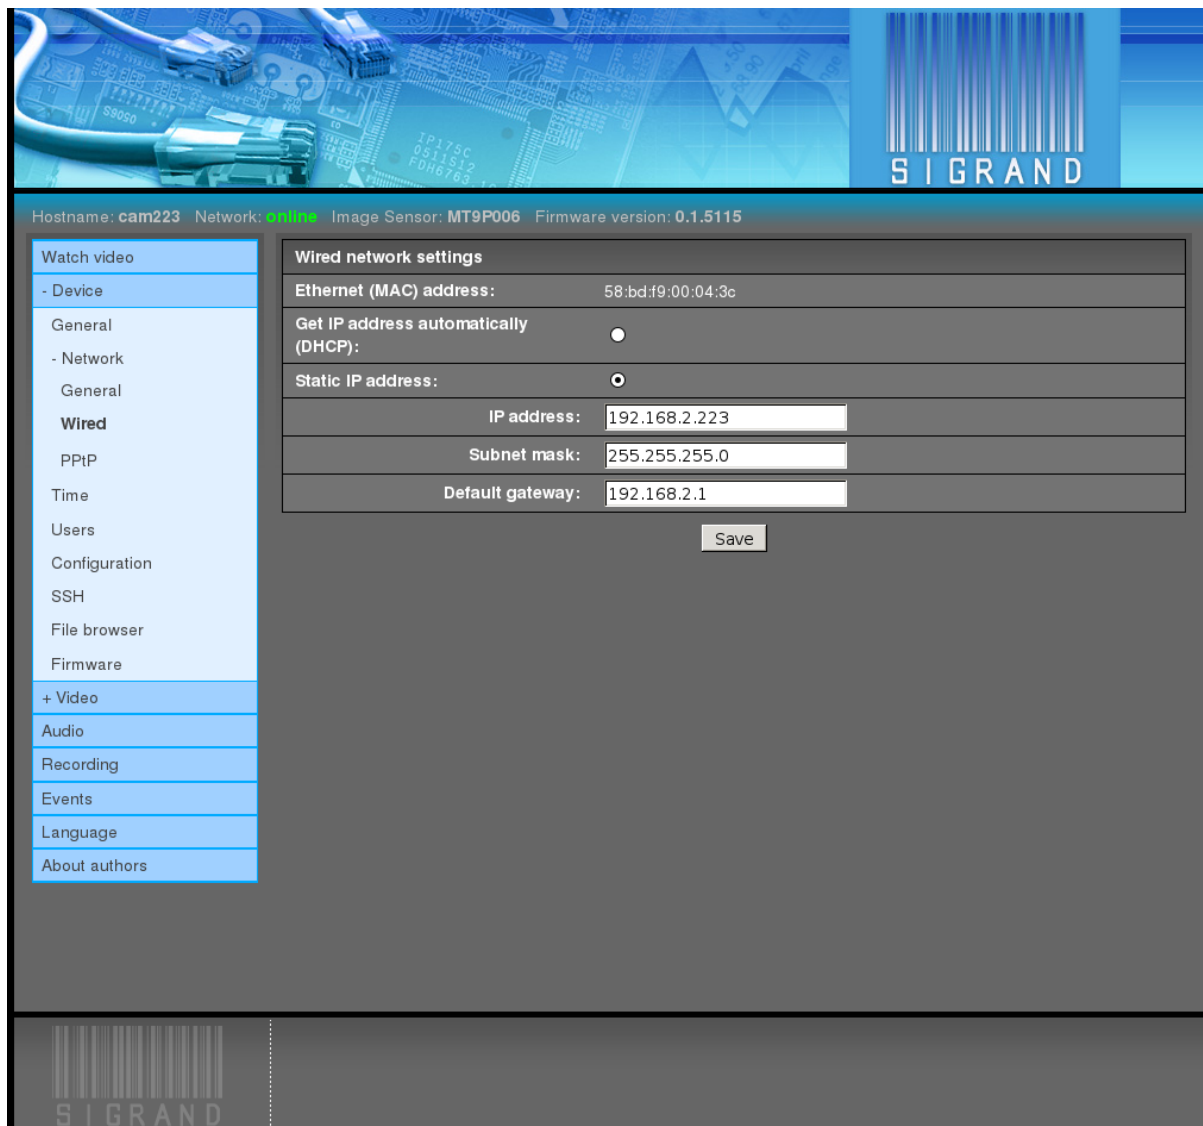 S9OSO
IP175C
0511S12
SIGRAND
Hostname: cam223 Network: online Image Sensor: MT9P006 Firmware version: 0.1.5115
Watch video
- Device
General
- Network
General
Wired
PPtP
Time
Users
Configuration
SSH
File browser
Firmware
+ Video
Audio
Recording
Events
Language
About authors
Wired network settings
Ethernet (MAC) address: 58:bd:f9:00:04:3c
Get IP address automatically
(DHCP):
Static IP address:
IP address: 192.168.2.223
Subnet mask: 255.255.255.0
Default gateway: 192.168.2.1
Save
SIGRAND